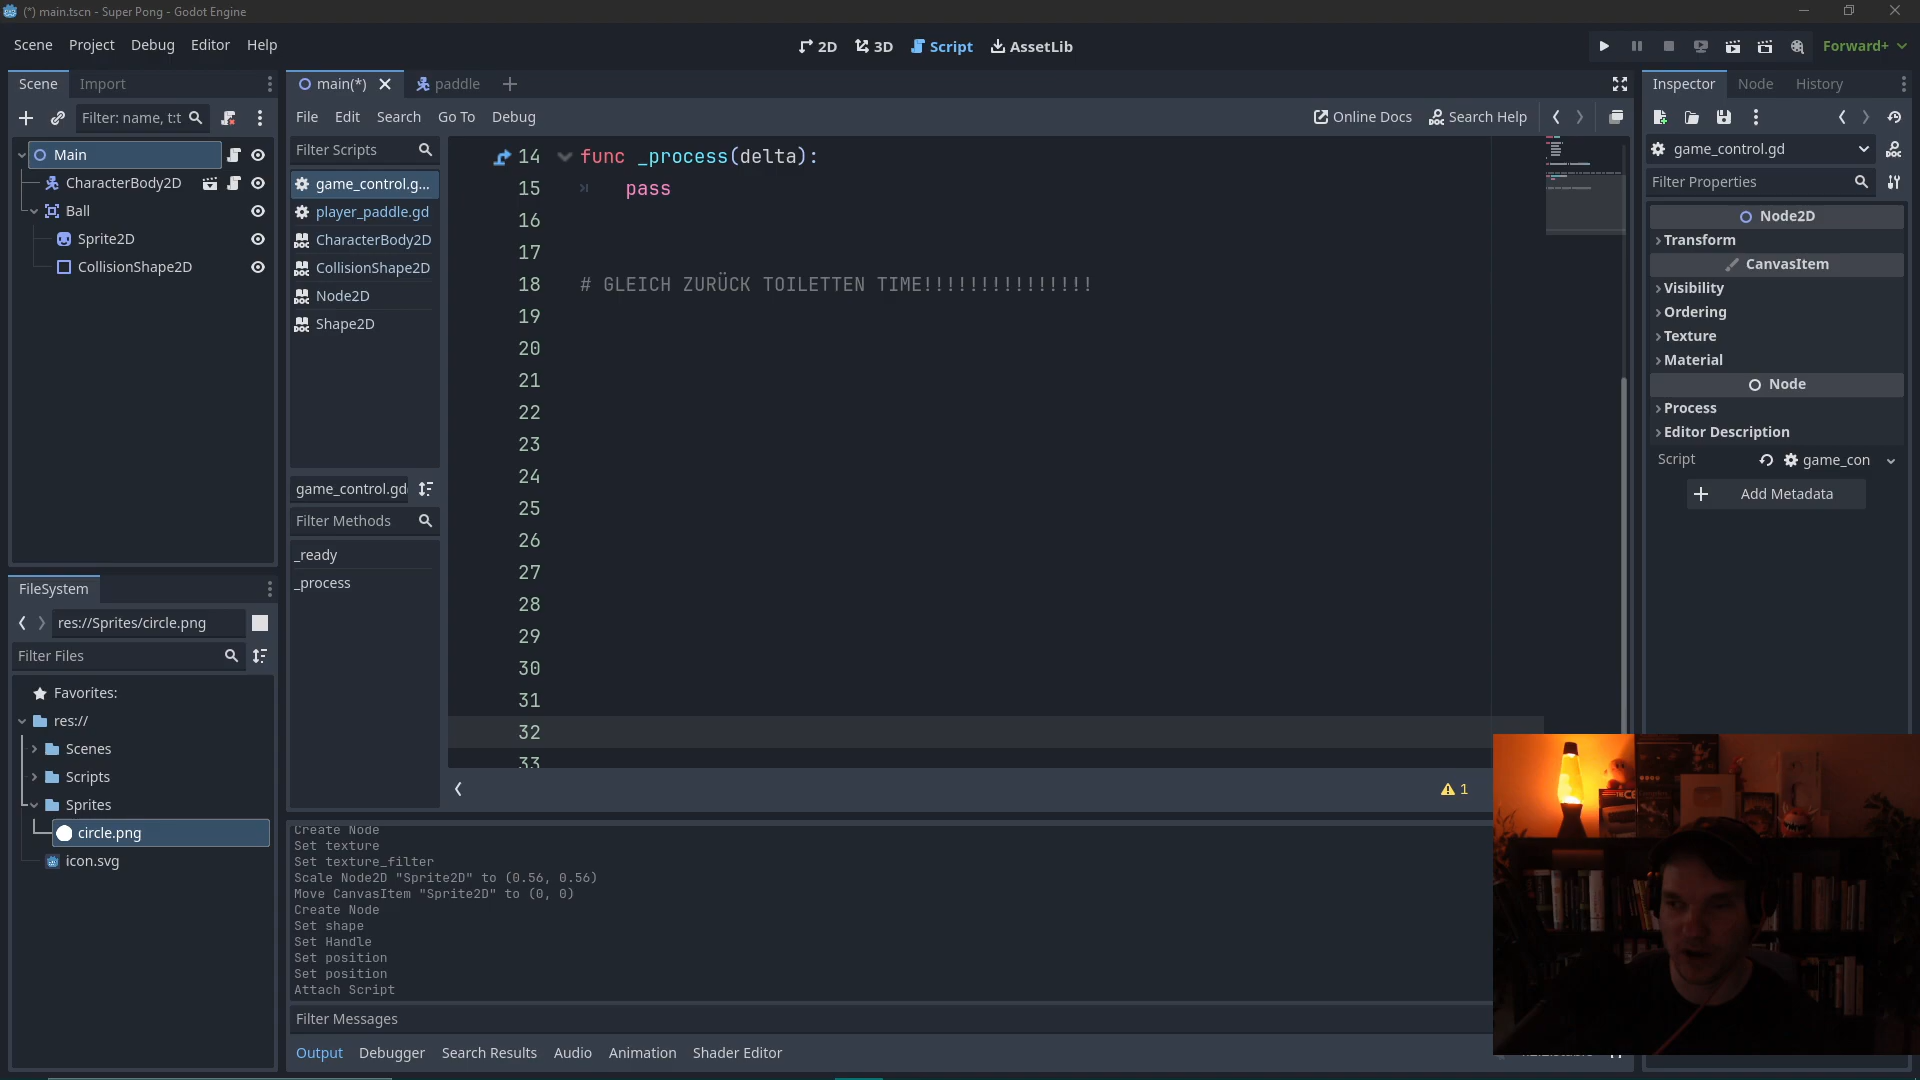 (*) main.tscn - Super Pong - Godot Engine
Scene Project Debug Editor Help
2D 3D Script AssetLib
Forward+
Scene Import
Filter: name, t:t
Main
CharacterBody2D
Ball
Sprite2D
CollisionShape2D
FileSystem
res://Sprites/circle.png
Filter Files
Favorites:
res://
Scenes
Scripts
Sprites
circle.png
icon.svg
main(*) paddle
File Edit Search Go To Debug
Online Docs Search Help
Filter Scripts
game_control.g...
player_paddle.gd
CharacterBody2D
CollisionShape2D
Node2D
Shape2D
game_control.gd
Filter Methods
_ready
_process
14 func _process(delta):
15 pass
16
17
18 # GLEICH ZURÜCK TOILETTEN TIME!!!!!!!!!!!!!!!
19
20
21
22
23
24
25
26
27
28
29
30
31
32
33
1
Create Node
Set texture
Set texture_filter
Scale Node2D "Sprite2D" to (0.56, 0.56)
Move CanvasItem "Sprite2D" to (0, 0)
Create Node
Set shape
Set Handle
Set position
Set position
Attach Script
Filter Messages
Output Debugger Search Results Audio Animation Shader Editor
Inspector Node History
game_control.gd
Filter Properties
Node2D
Transform
CanvasItem
Visibility
Ordering
Texture
Material
Node
Process
Editor Description
Script game_con
Add Metadata